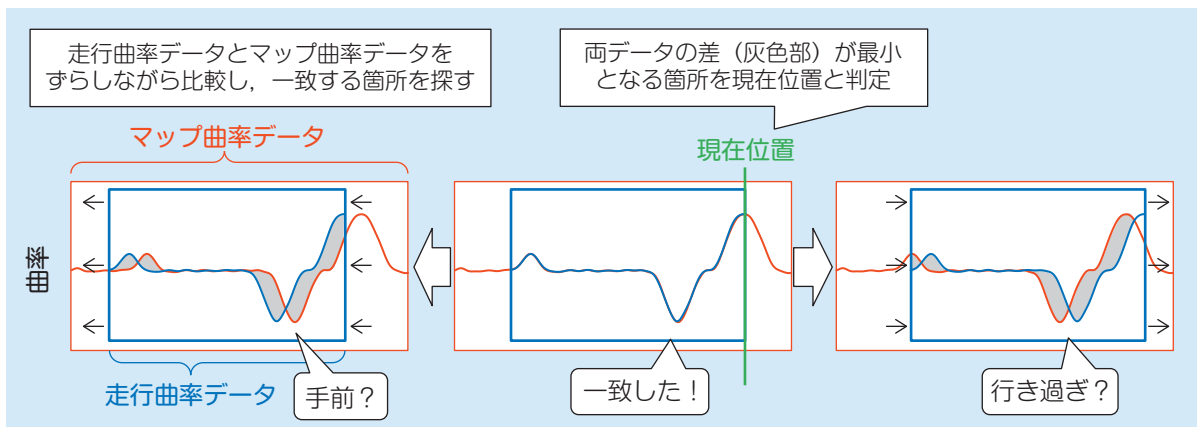 走行曲率データとマップ曲率データを
ずらしながら比較し，一致する箇所を探す
両データの差（灰色部）が最小
となる箇所を現在位置と判定
マップ曲率データ
現在位置
曲率
走行曲率データ
手前？
一致した！
行き過ぎ？